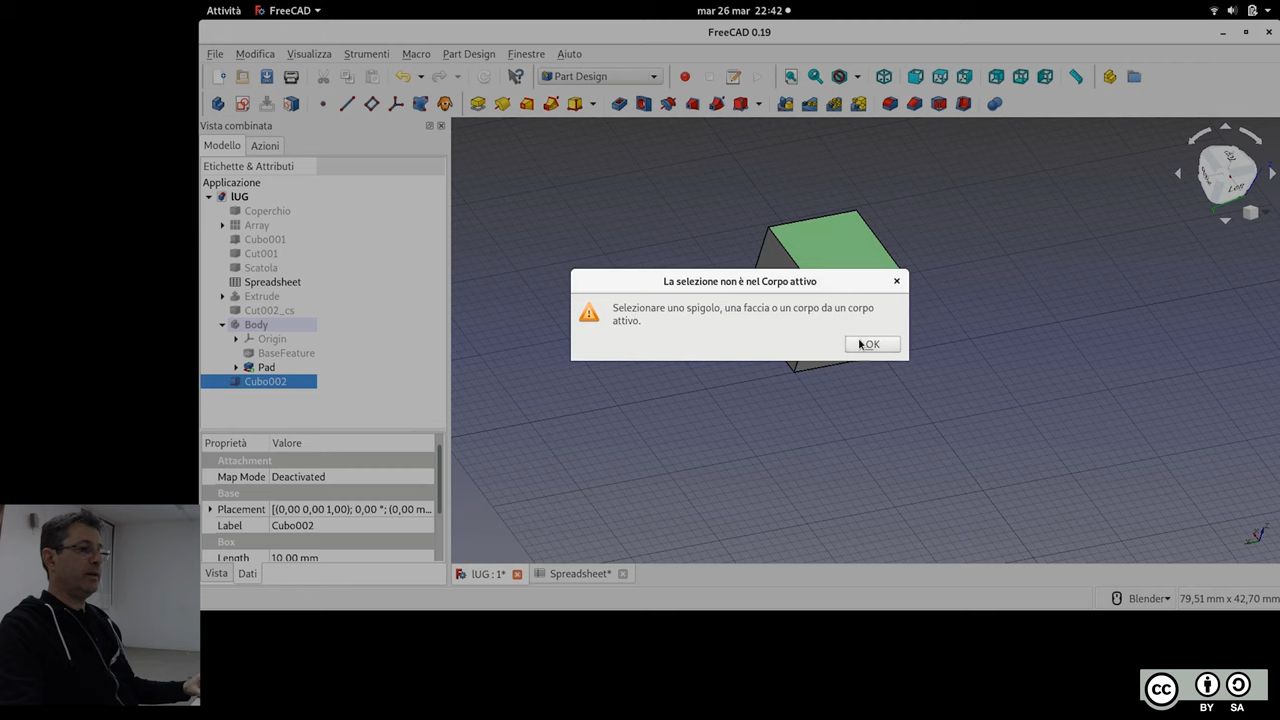 Attività
FreeCAD
mar 26 mar 22:42
FreeCAD 0.19
File
Modifica
Visualizza
Strumenti
Macro
Part Design
Finestre
Aiuto
Part Design
Vista combinata
Modello
Azioni
Etichette & Attributi
Applicazione
lUG
Coperchio
Array
Cubo001
Cut001
Scatola
Spreadsheet
Extrude
Cut002_cs
Body
Origin
BaseFeature
Pad
Cubo002
La selezione non è nel Corpo attivo
Selezionare uno spigolo, una faccia o un corpo da un corpo
attivo.
OK
Proprietà
Valore
Attachment
Map Mode
Deactivated
Base
Placement
[(0,00 0,00 1,00); 0,00 °; (0,00 m...
Label
Cubo002
Box
Length
10,00 mm
Vista
Dati
lUG : 1*
Spreadsheet*
Blender
79,51 mm x 42,70 mm
CC
BY
SA